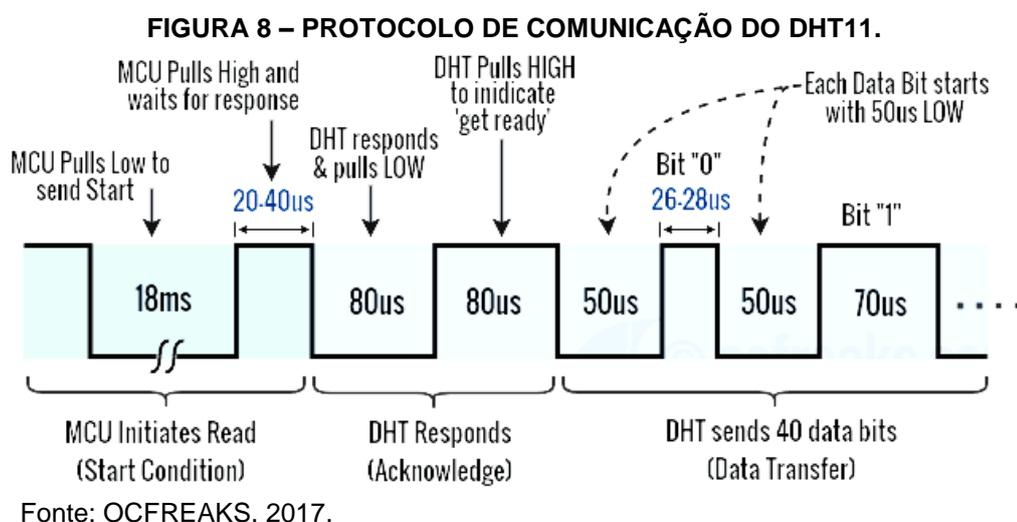 FIGURA 8 – PROTOCOLO DE COMUNICAÇÃO DO DHT11.
MCU Pulls High and
waits for response
DHT Pulls HIGH
to inidicate
'get ready'
Each Data Bit starts
with 50us LOW
MCU Pulls Low to
send Start
DHT responds
& pulls LOW
20-40us
Bit "0"
26-28us
Bit "1"
18ms
80us
80us
50us
50us
70us
MCU Initiates Read
(Start Condition)
DHT Responds
(Acknowledge)
DHT sends 40 data bits
(Data Transfer)
Fonte: OCFREAKS, 2017.